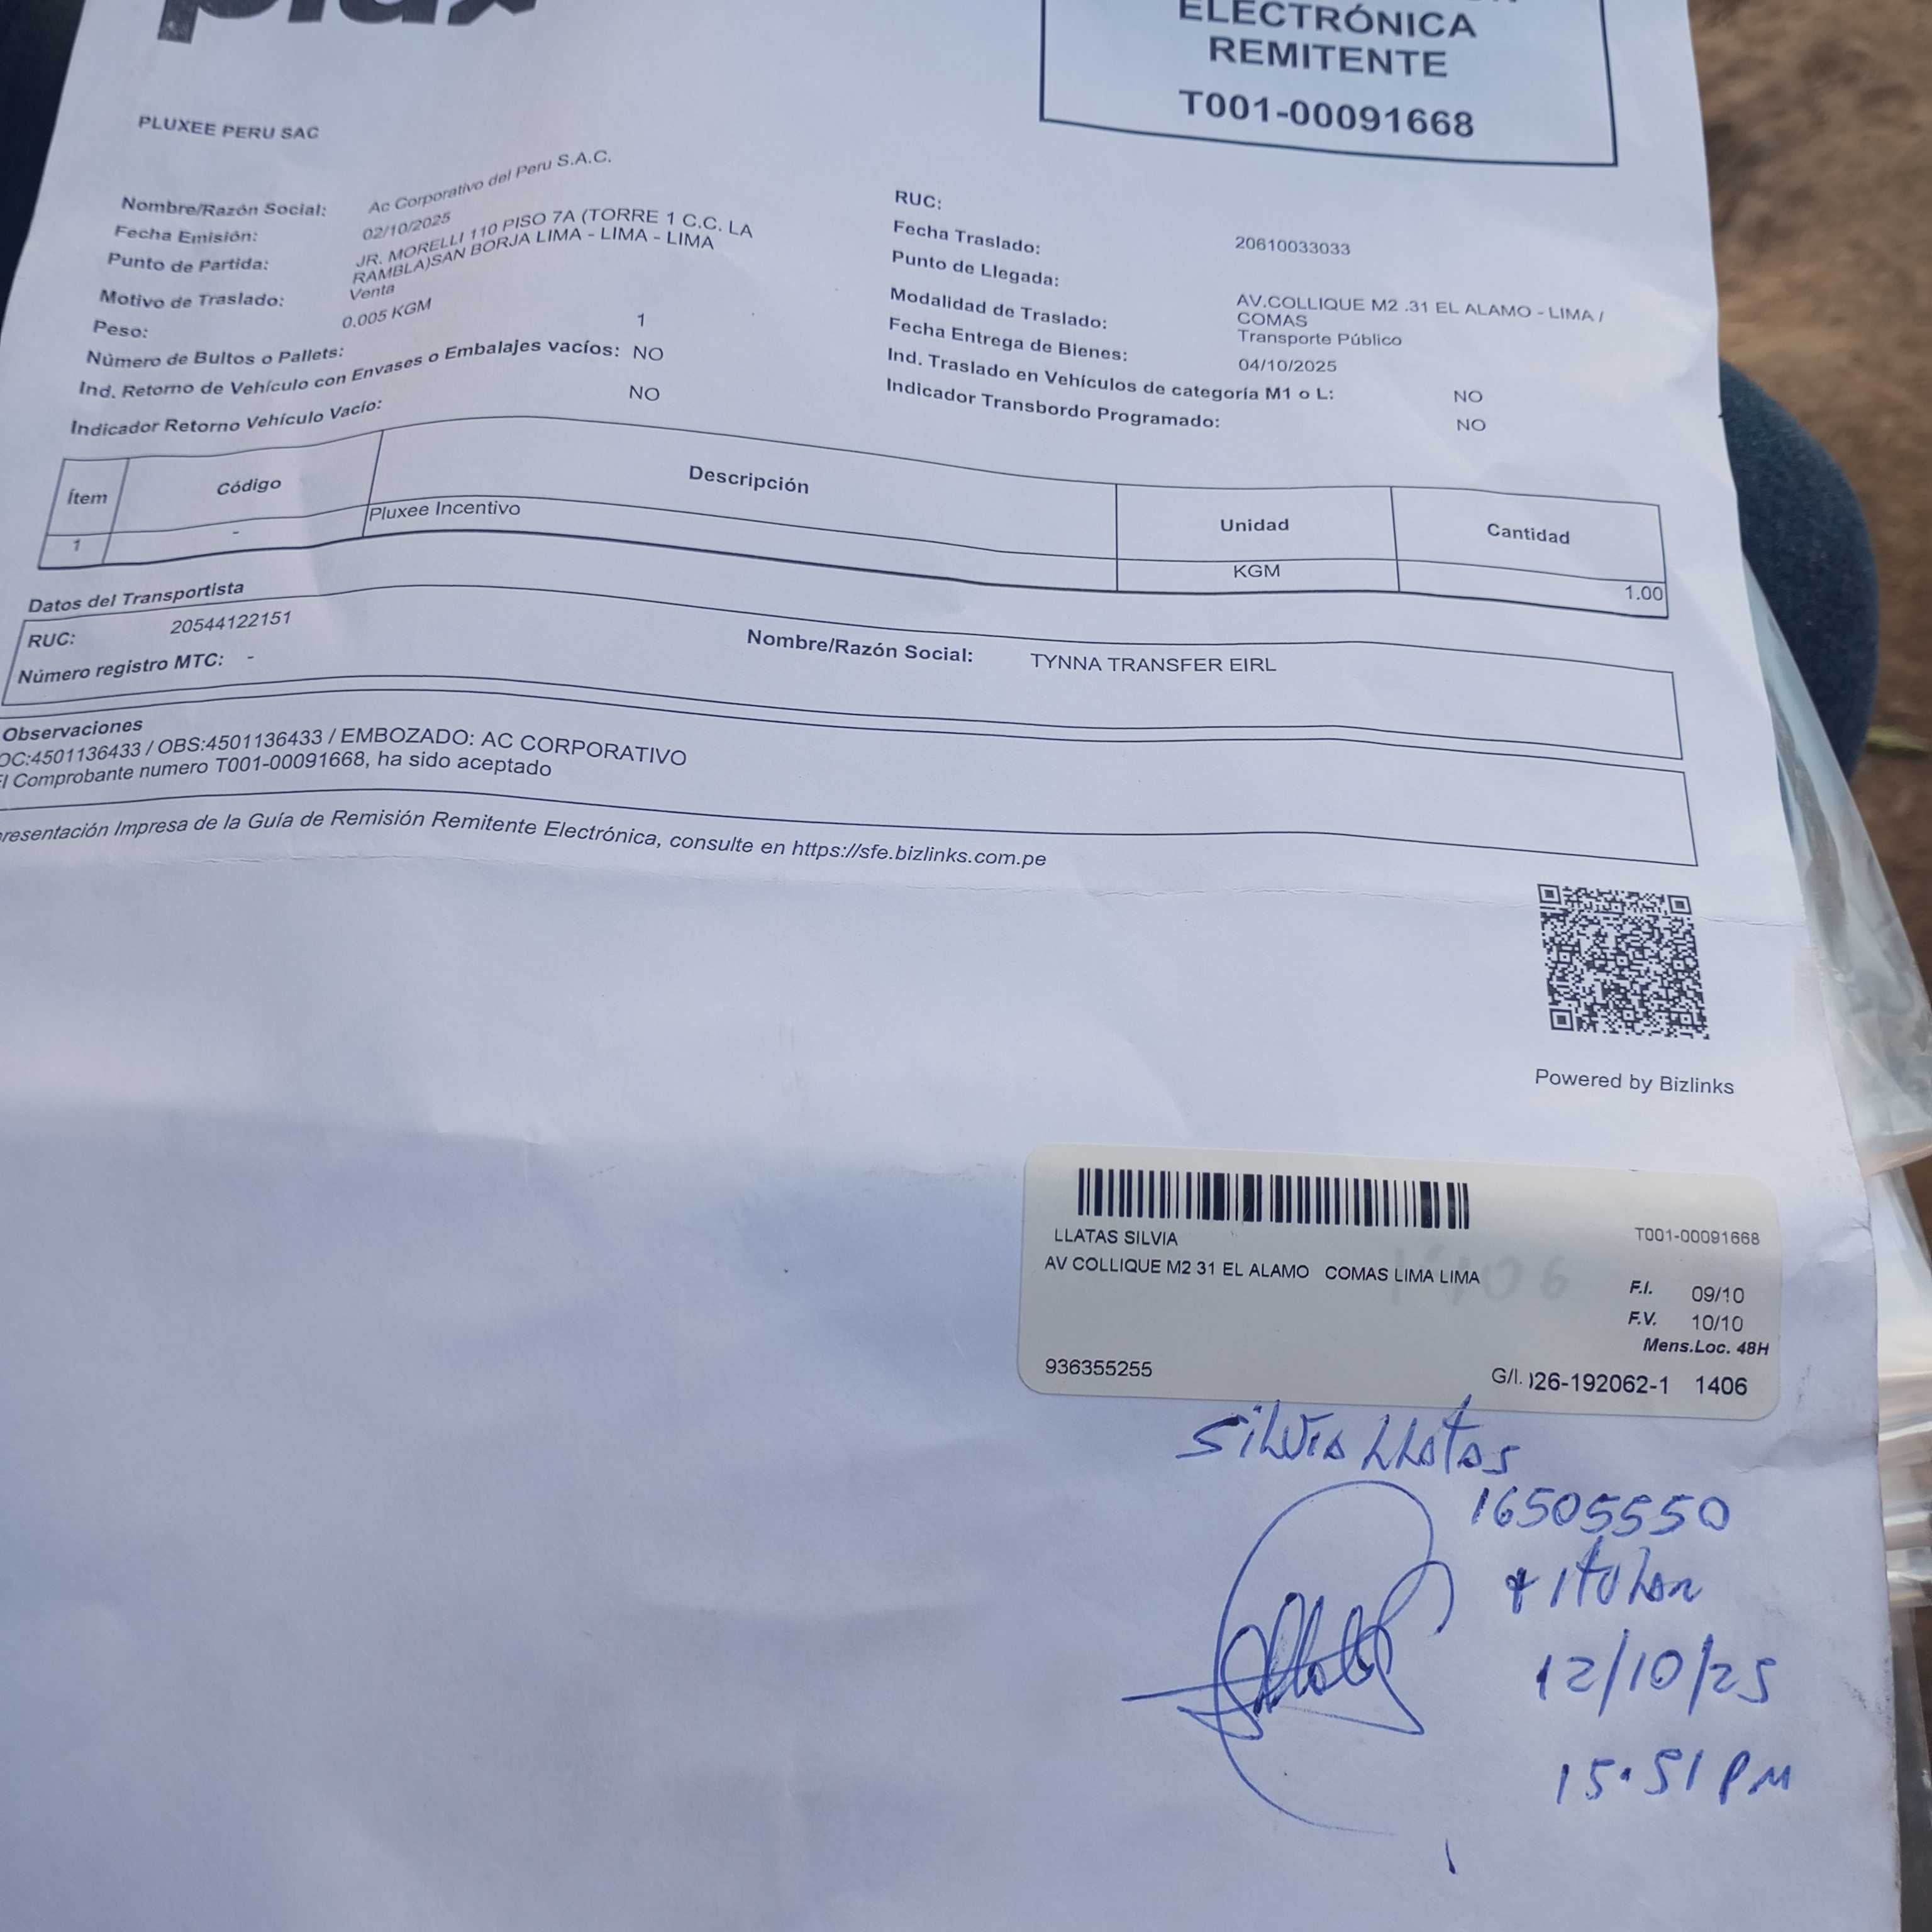 ELECTRÓNICA
REMITENTE
T001-00091668
PLUXEE PERU SAC
Nombre/Razón Social: Ac Corporativo del Peru S.A.C.
Fecha Emisión: 02/10/2025
Punto de Partida: JR. MORELLI 110 PISO 7A (TORRE 1 C.C. LA
RAMBLA)SAN BORJA LIMA - LIMA - LIMA
Motivo de Traslado: Venta
Peso: 0.005 KGM
Número de Bultos o Pallets: 1
Ind. Retorno de Vehículo con Envases o Embalajes vacíos: NO
Indicador Retorno Vehículo Vacío: NO
RUC: 20610033033
Fecha Traslado:
Punto de Llegada: AV.COLLIQUE M2 .31 EL ALAMO - LIMA /
COMAS
Modalidad de Traslado: Transporte Público
Fecha Entrega de Bienes: 04/10/2025
Ind. Traslado en Vehículos de categoría M1 o L: NO
Indicador Transbordo Programado: NO
Ítem Código Descripción Unidad Cantidad
1 - Pluxee Incentivo KGM 1.00
Datos del Transportista
RUC: 20544122151
Nombre/Razón Social: TYNNA TRANSFER EIRL
Número registro MTC: -
Observaciones
OC:4501136433 / OBS:4501136433 / EMBOZADO: AC CORPORATIVO
El Comprobante numero T001-00091668, ha sido aceptado
presentación Impresa de la Guía de Remisión Remitente Electrónica, consulte en https://sfe.bizlinks.com.pe
Powered by Bizlinks
LLATAS SILVIA T001-00091668
AV COLLIQUE M2 31 EL ALAMO COMAS LIMA LIMA
F.I. 09/10
F.V. 10/10
Mens.Loc. 48H
936355255 G/I. )26-192062-1 1406
Silvia LLatas
16505550
titular
12/10/25
15.51 PM